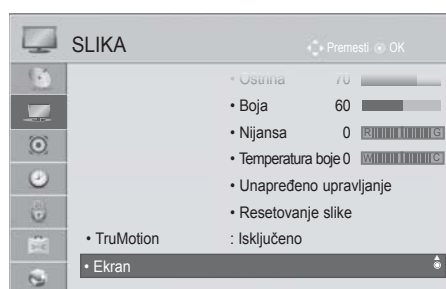 SLIKA
Premesti OK
• Oštrina 70
• Boja 60
• Nijansa 0 R G
• Temperatura boje 0 W C
• Unapređeno upravljanje
• Resetovanje slike
• TruMotion : Isključeno
• Ekran